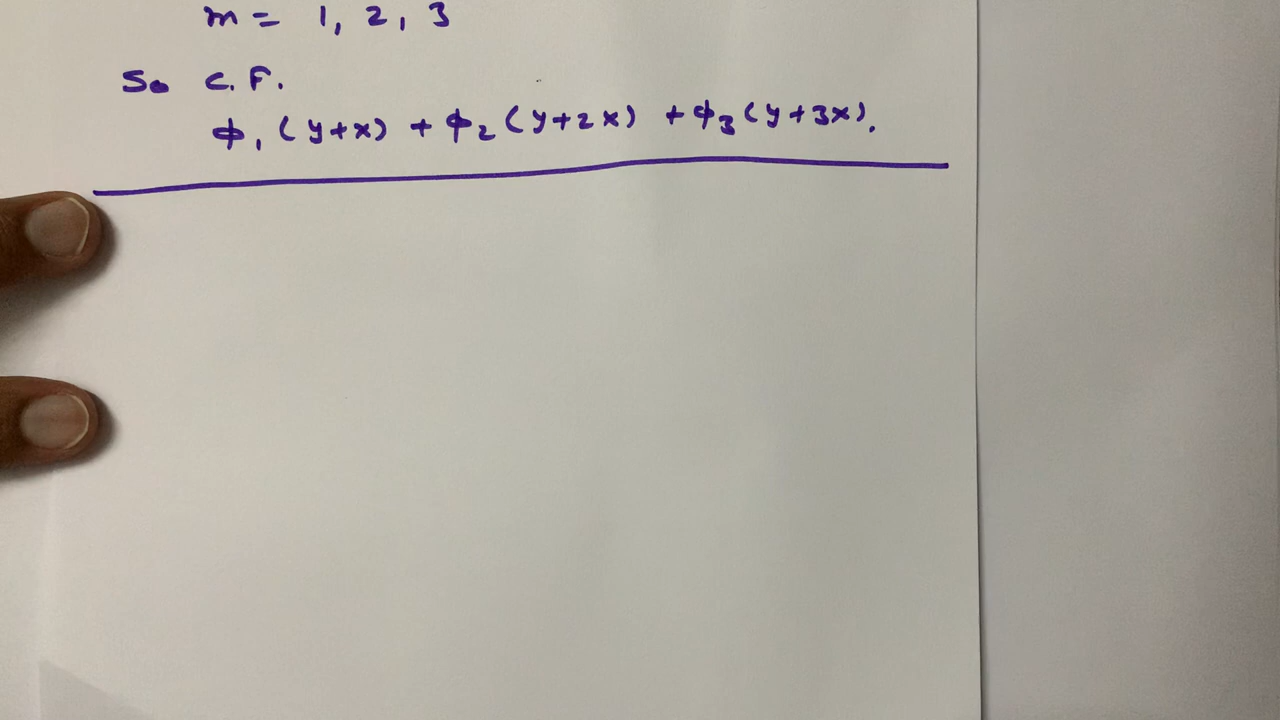 m = 1, 2, 3
So C.F.
ϕ₁ (y+x) + ϕ₂ (y+2x) + ϕ₃ (y+3x).